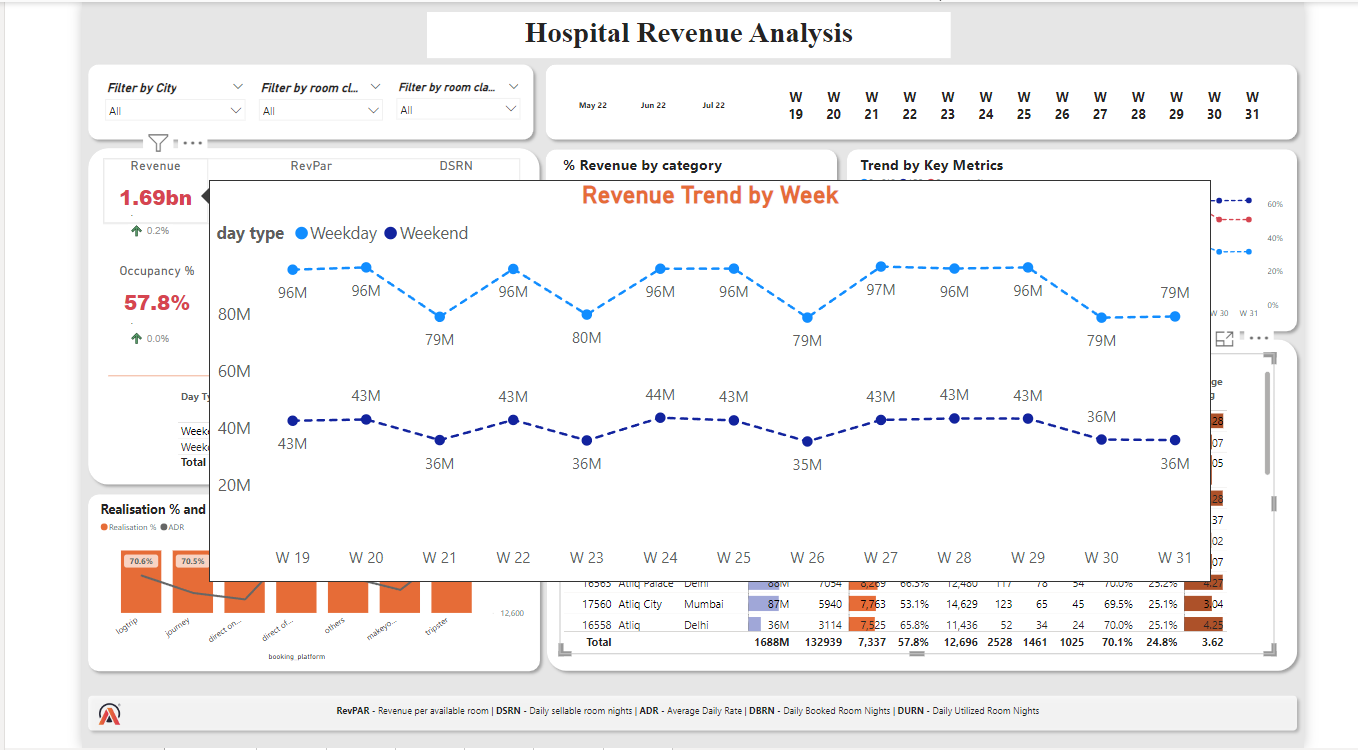 Hospital Revenue Analysis
Filter by City
Filter by room cl...
Filter by room cla...
All
All
All
May 22
Jun 22
Jul 22
W 19
W 20
W 21
W 22
W 23
W 24
W 25
W 26
W 27
W 28
W 29
W 30
W 31
Revenue
RevPar
DSRN
1.69bn
0.2%
Occupancy %
57.8%
0.0%
% Revenue by category
Trend by Key Metrics
60%
40%
20%
0%
W 30 W 31
Revenue Trend by Week
day type Weekday Weekend
96M 96M 79M 96M 80M 96M 96M 79M 97M 96M 96M 79M 79M
80M
60M
40M
20M
43M 43M 36M 43M 36M 44M 43M 35M 43M 43M 43M 36M 36M
W 19 W 20 W 21 W 22 W 23 W 24 W 25 W 26 W 27 W 28 W 29 W 30 W 31
Day Ty
Total
Realisation % and
Realisation % ADR
70.6%
70.5%
12,600
logtrip
journey
direct on...
direct of...
others
makeyo...
tripster
booking_platform
16563 Atliq Palace Delhi 88M 7054 8,269 66.3% 12,480 117 78 54 70.0% 25.2% 4.27
17560 Atliq City Mumbai 87M 5940 7,763 53.1% 14,629 123 65 45 69.5% 25.1% 3.04
16558 Atliq Delhi 36M 3114 7,525 65.8% 11,436 52 34 24 70.0% 25.1% 4.25
Total 1688M 132939 7,337 57.8% 12,696 2528 1461 1025 70.1% 24.8% 3.62
RevPAR - Revenue per available room | DSRN - Daily sellable room nights | ADR - Average Daily Rate | DBRN - Daily Booked Room Nights | DURN - Daily Utilized Room Nights